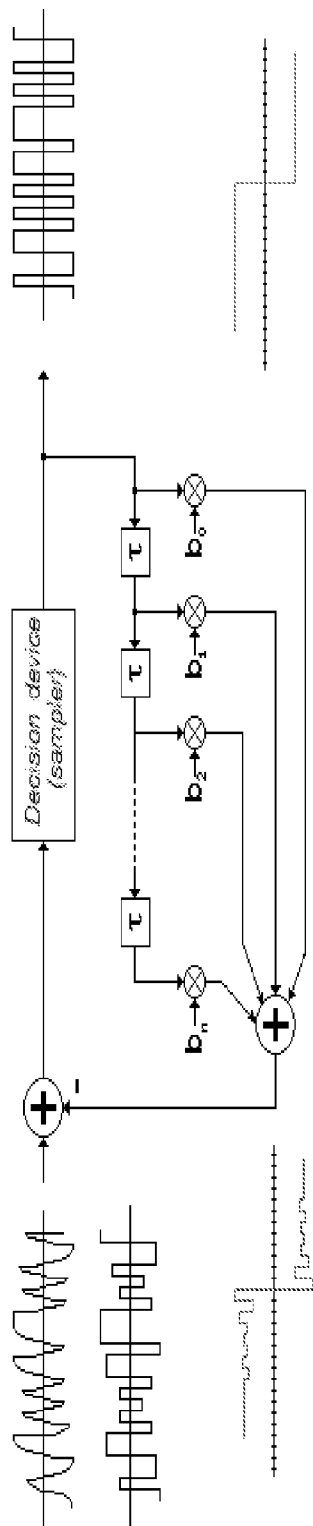 +
Decision device
(sampler)
−
τ
τ
τ
bₙ
b₂
b₁
b₀
+